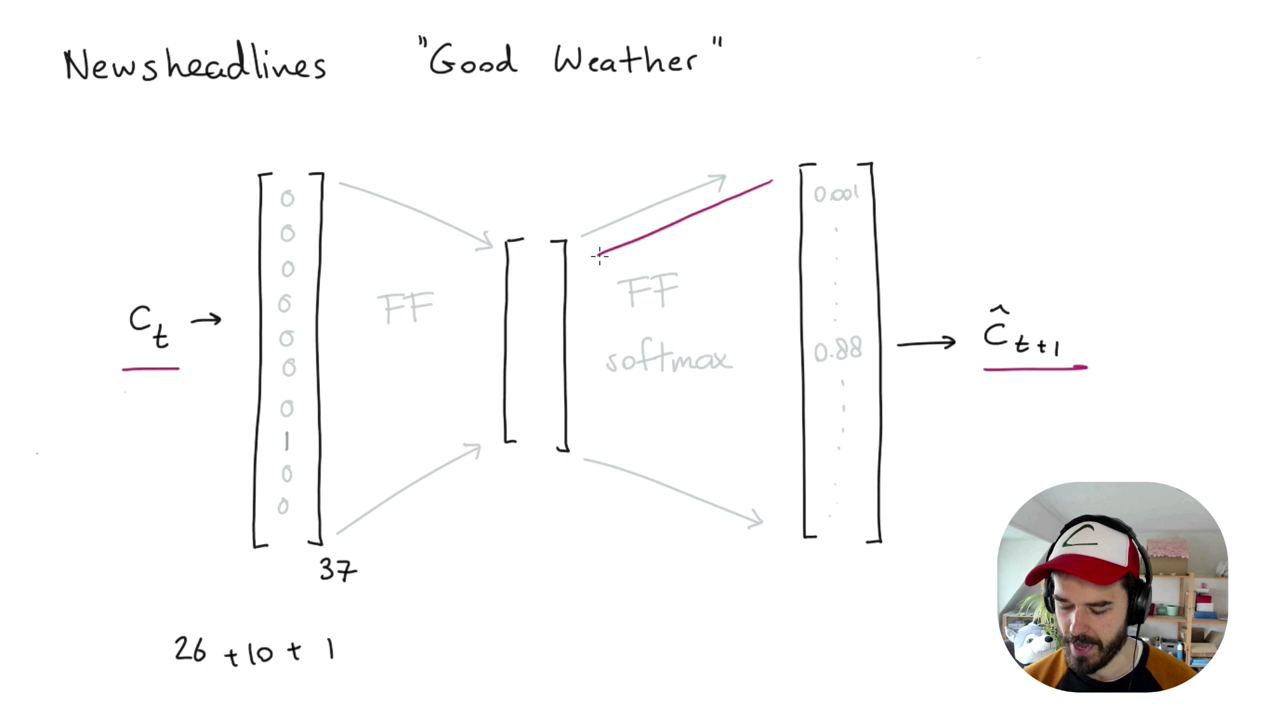 Newsheadlines "Good Weather"
C_t →
0
0
0
0
0
0
0
1
0
0
37
FF
FF
softmax
0.001
0.88
→ Ĉ_{t+1}
26 + 10 + 1